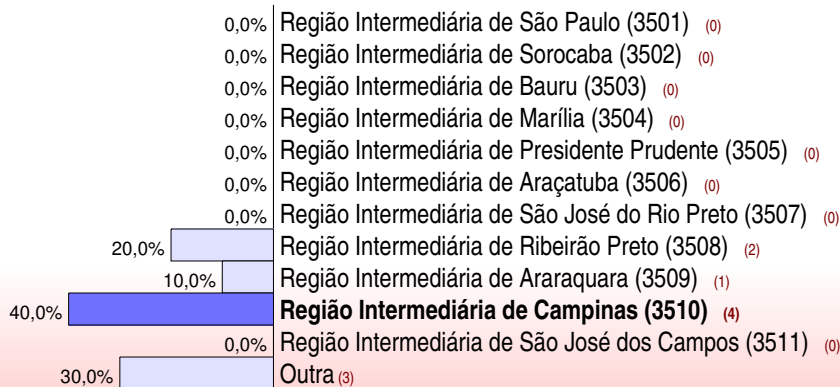 0,0% Região Intermediária de São Paulo (3501) (0)
0,0% Região Intermediária de Sorocaba (3502) (0)
0,0% Região Intermediária de Bauru (3503) (0)
0,0% Região Intermediária de Marília (3504) (0)
0,0% Região Intermediária de Presidente Prudente (3505) (0)
0,0% Região Intermediária de Araçatuba (3506) (0)
0,0% Região Intermediária de São José do Rio Preto (3507) (0)
20,0% Região Intermediária de Ribeirão Preto (3508) (2)
10,0% Região Intermediária de Araraquara (3509) (1)
40,0% Região Intermediária de Campinas (3510) (4)
0,0% Região Intermediária de São José dos Campos (3511) (0)
30,0% Outra (3)